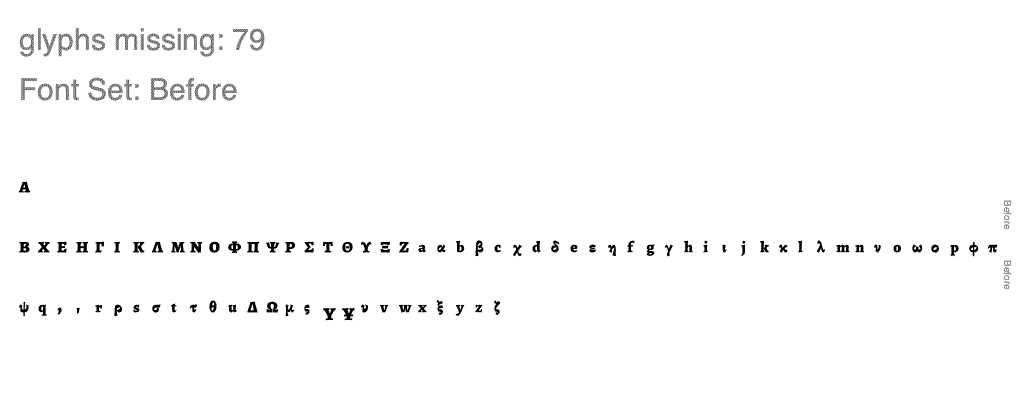 glyphs missing: 79
Font Set: Before
Α
Before
Β Χ Ε Η Γ Ι Κ Λ Μ Ν Ο Φ Π Ψ Ρ Σ Τ Θ Υ Ξ Ζ a α b β c χ d δ e ε η f g γ h i ι j k κ l λ m n ν o ω ο p ϕ π
Before
ψ q , r ρ s σ t τ θ u Δ Ω μ ς ϒ υ v w x ξ y z ζ